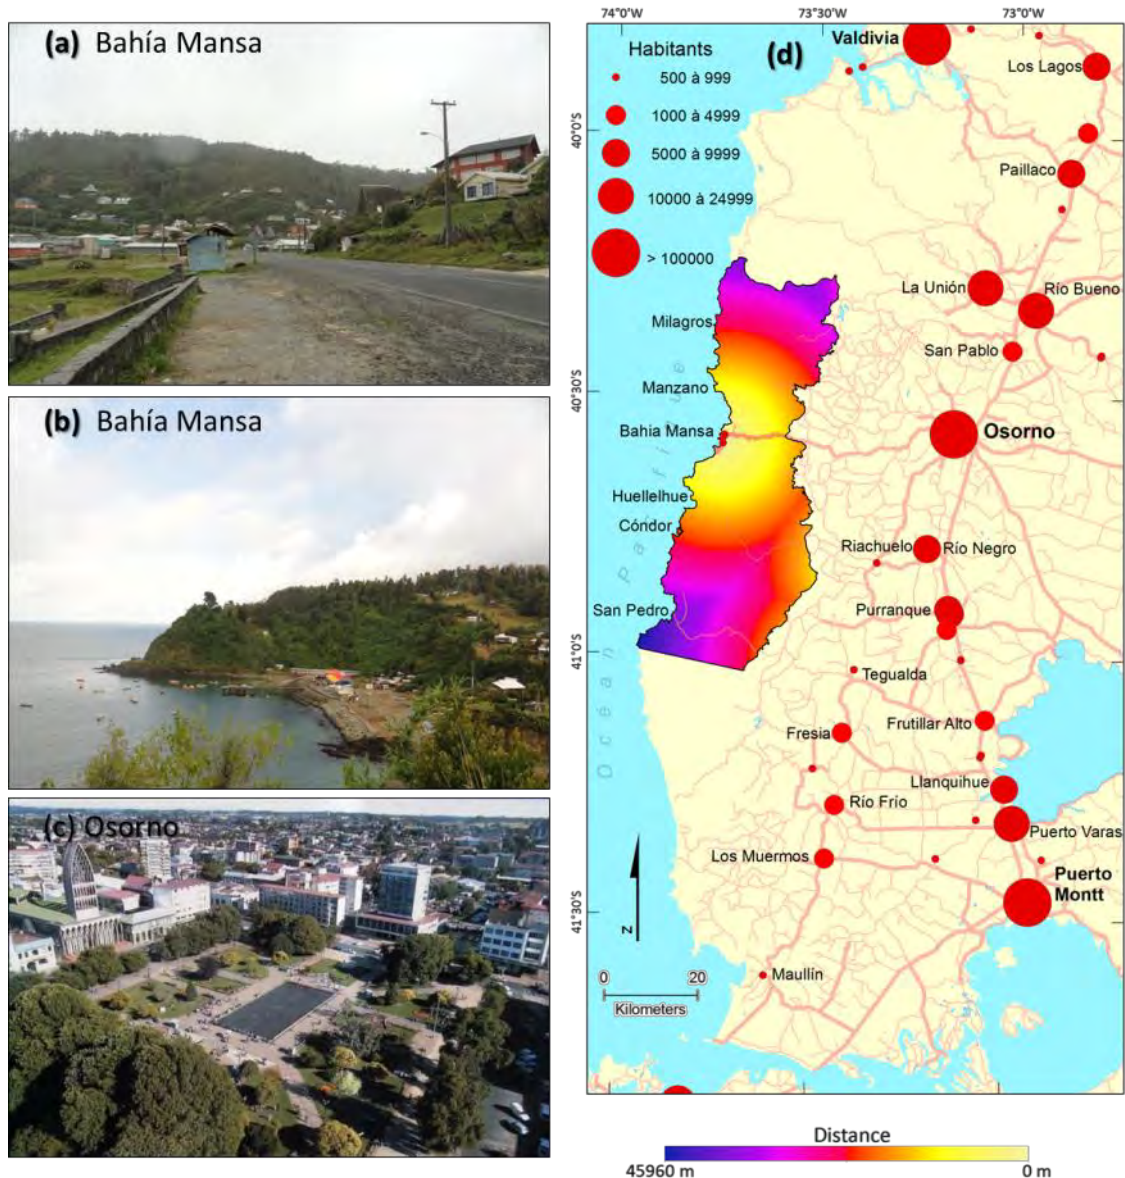 (a) Bahía Mansa
(b) Bahía Mansa
(c) Osorno
74°0'W
73°30'W
73°0'W
(d)
Habitants
500 à 999
1000 à 4999
5000 à 9999
10000 à 24999
> 100000
Valdivia
Los Lagos
40°0'S
Paillaco
La Unión
Río Bueno
Milagros
San Pablo
40°30'S
Manzano
Bahia Mansa
Osorno
Huellelhue
Cóndor
Riachuelo
Río Negro
San Pedro
Purranque
41°0'S
Tegualda
Frutillar Alto
Fresia
Llanquihue
Río Frío
Puerto Varas
Los Muermos
Puerto
Montt
41°30'S
Maullín
Océan Pacifique
N
0 20
Kilometers
Distance
45960 m
0 m